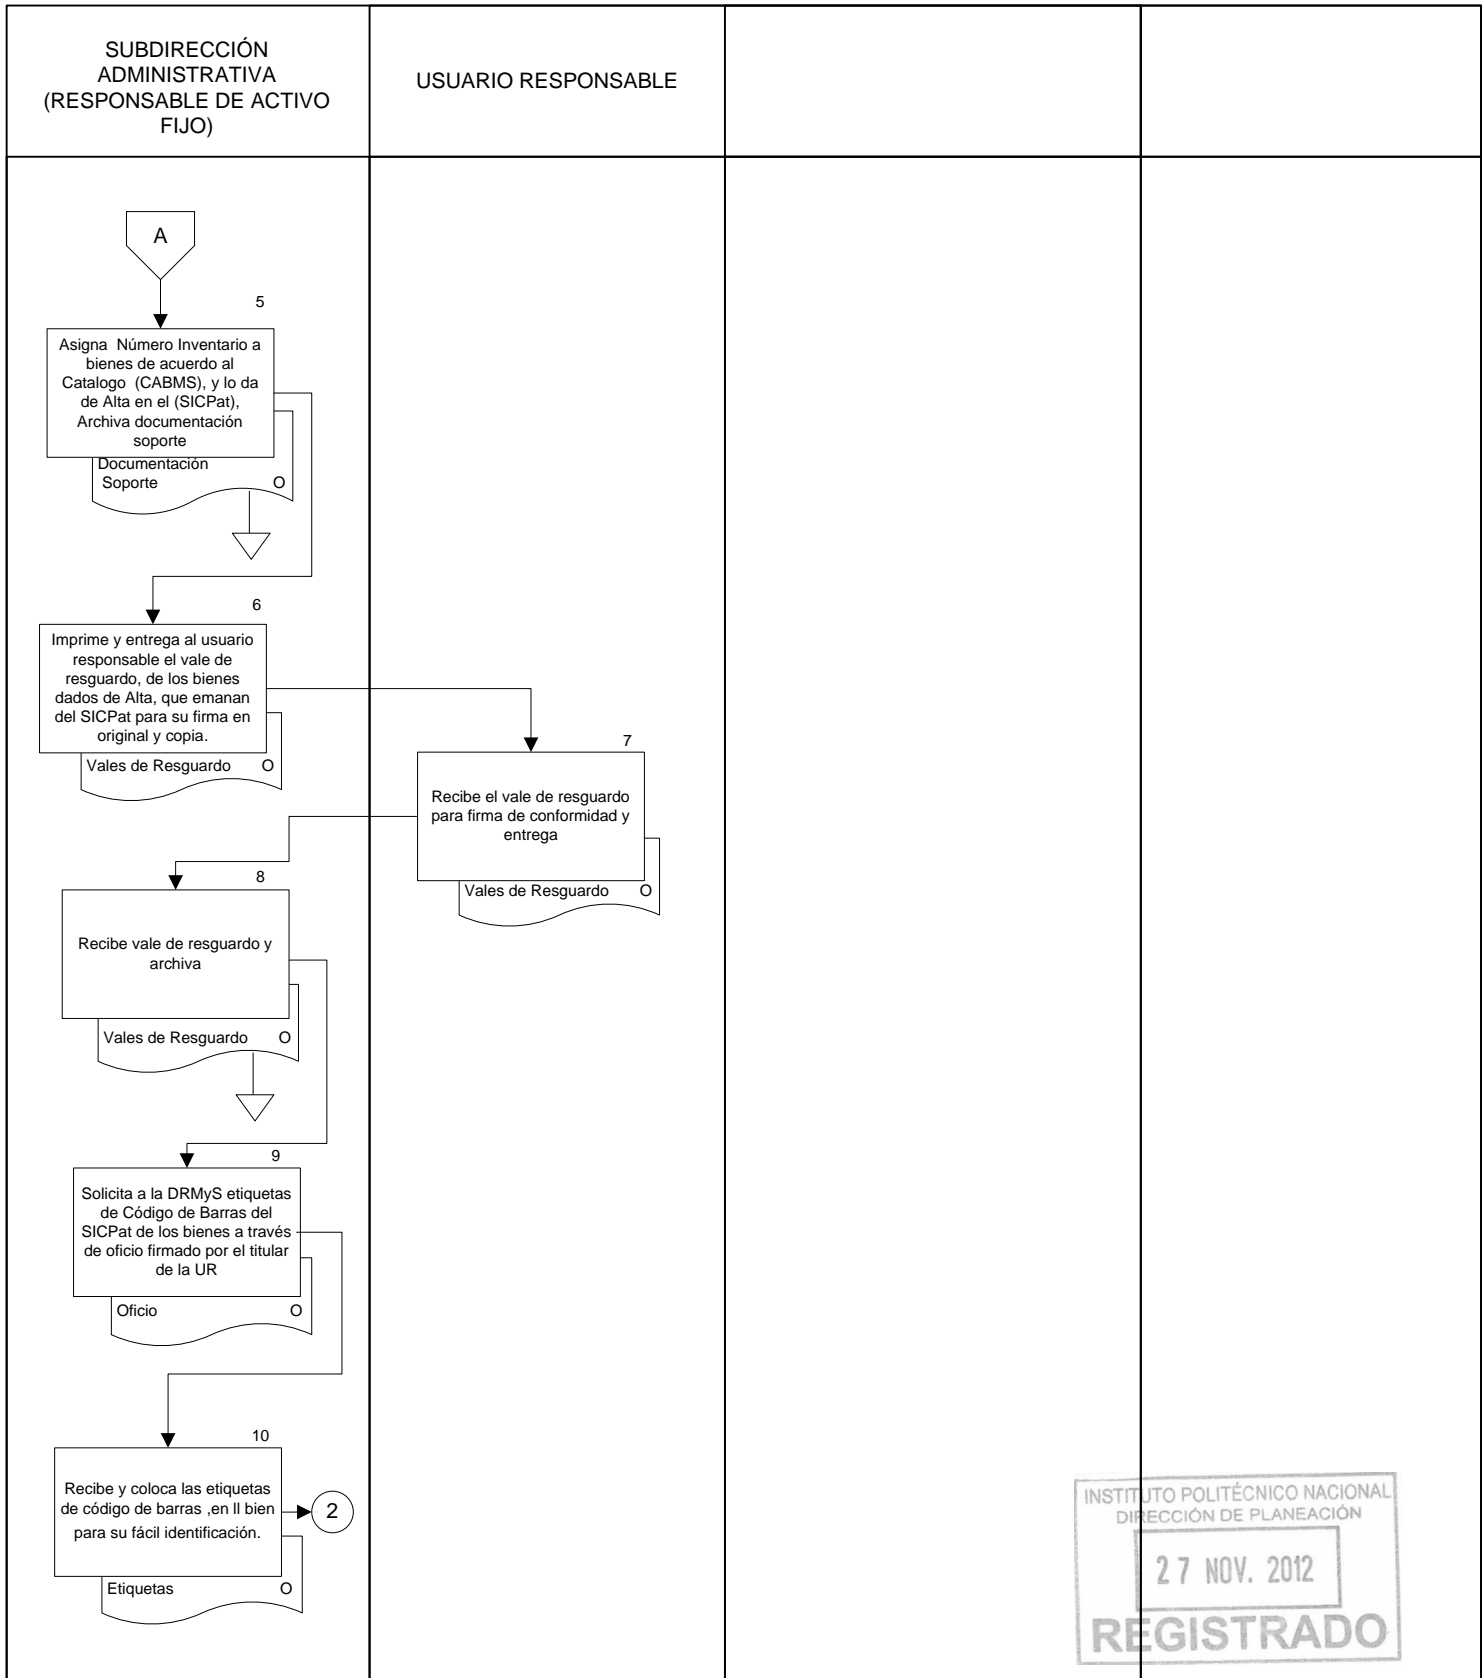 SUBDIRECCIÓN
ADMINISTRATIVA
(RESPONSABLE DE ACTIVO
FIJO)
USUARIO RESPONSABLE
A
5
Asigna Número Inventario a
bienes de acuerdo al
Catalogo (CABMS), y lo da
de Alta en el (SICPat),
Archiva documentación
soporte
Documentación
Soporte O
6
Imprime y entrega al usuario
responsable el vale de
resguardo, de los bienes
dados de Alta, que emanan
del SICPat para su firma en
original y copia.
Vales de Resguardo O
7
Recibe el vale de resguardo
para firma de conformidad y
entrega
Vales de Resguardo O
8
Recibe vale de resguardo y
archiva
Vales de Resguardo O
9
Solicita a la DRMyS etiquetas
de Código de Barras del
SICPat de los bienes a través
de oficio firmado por el titular
de la UR
Oficio O
10
Recibe y coloca las etiquetas
de código de barras ,en ll bien
para su fácil identificación.
2
Etiquetas O
INSTITUTO POLITÉCNICO NACIONAL
DIRECCIÓN DE PLANEACIÓN
27 NOV. 2012
REGISTRADO